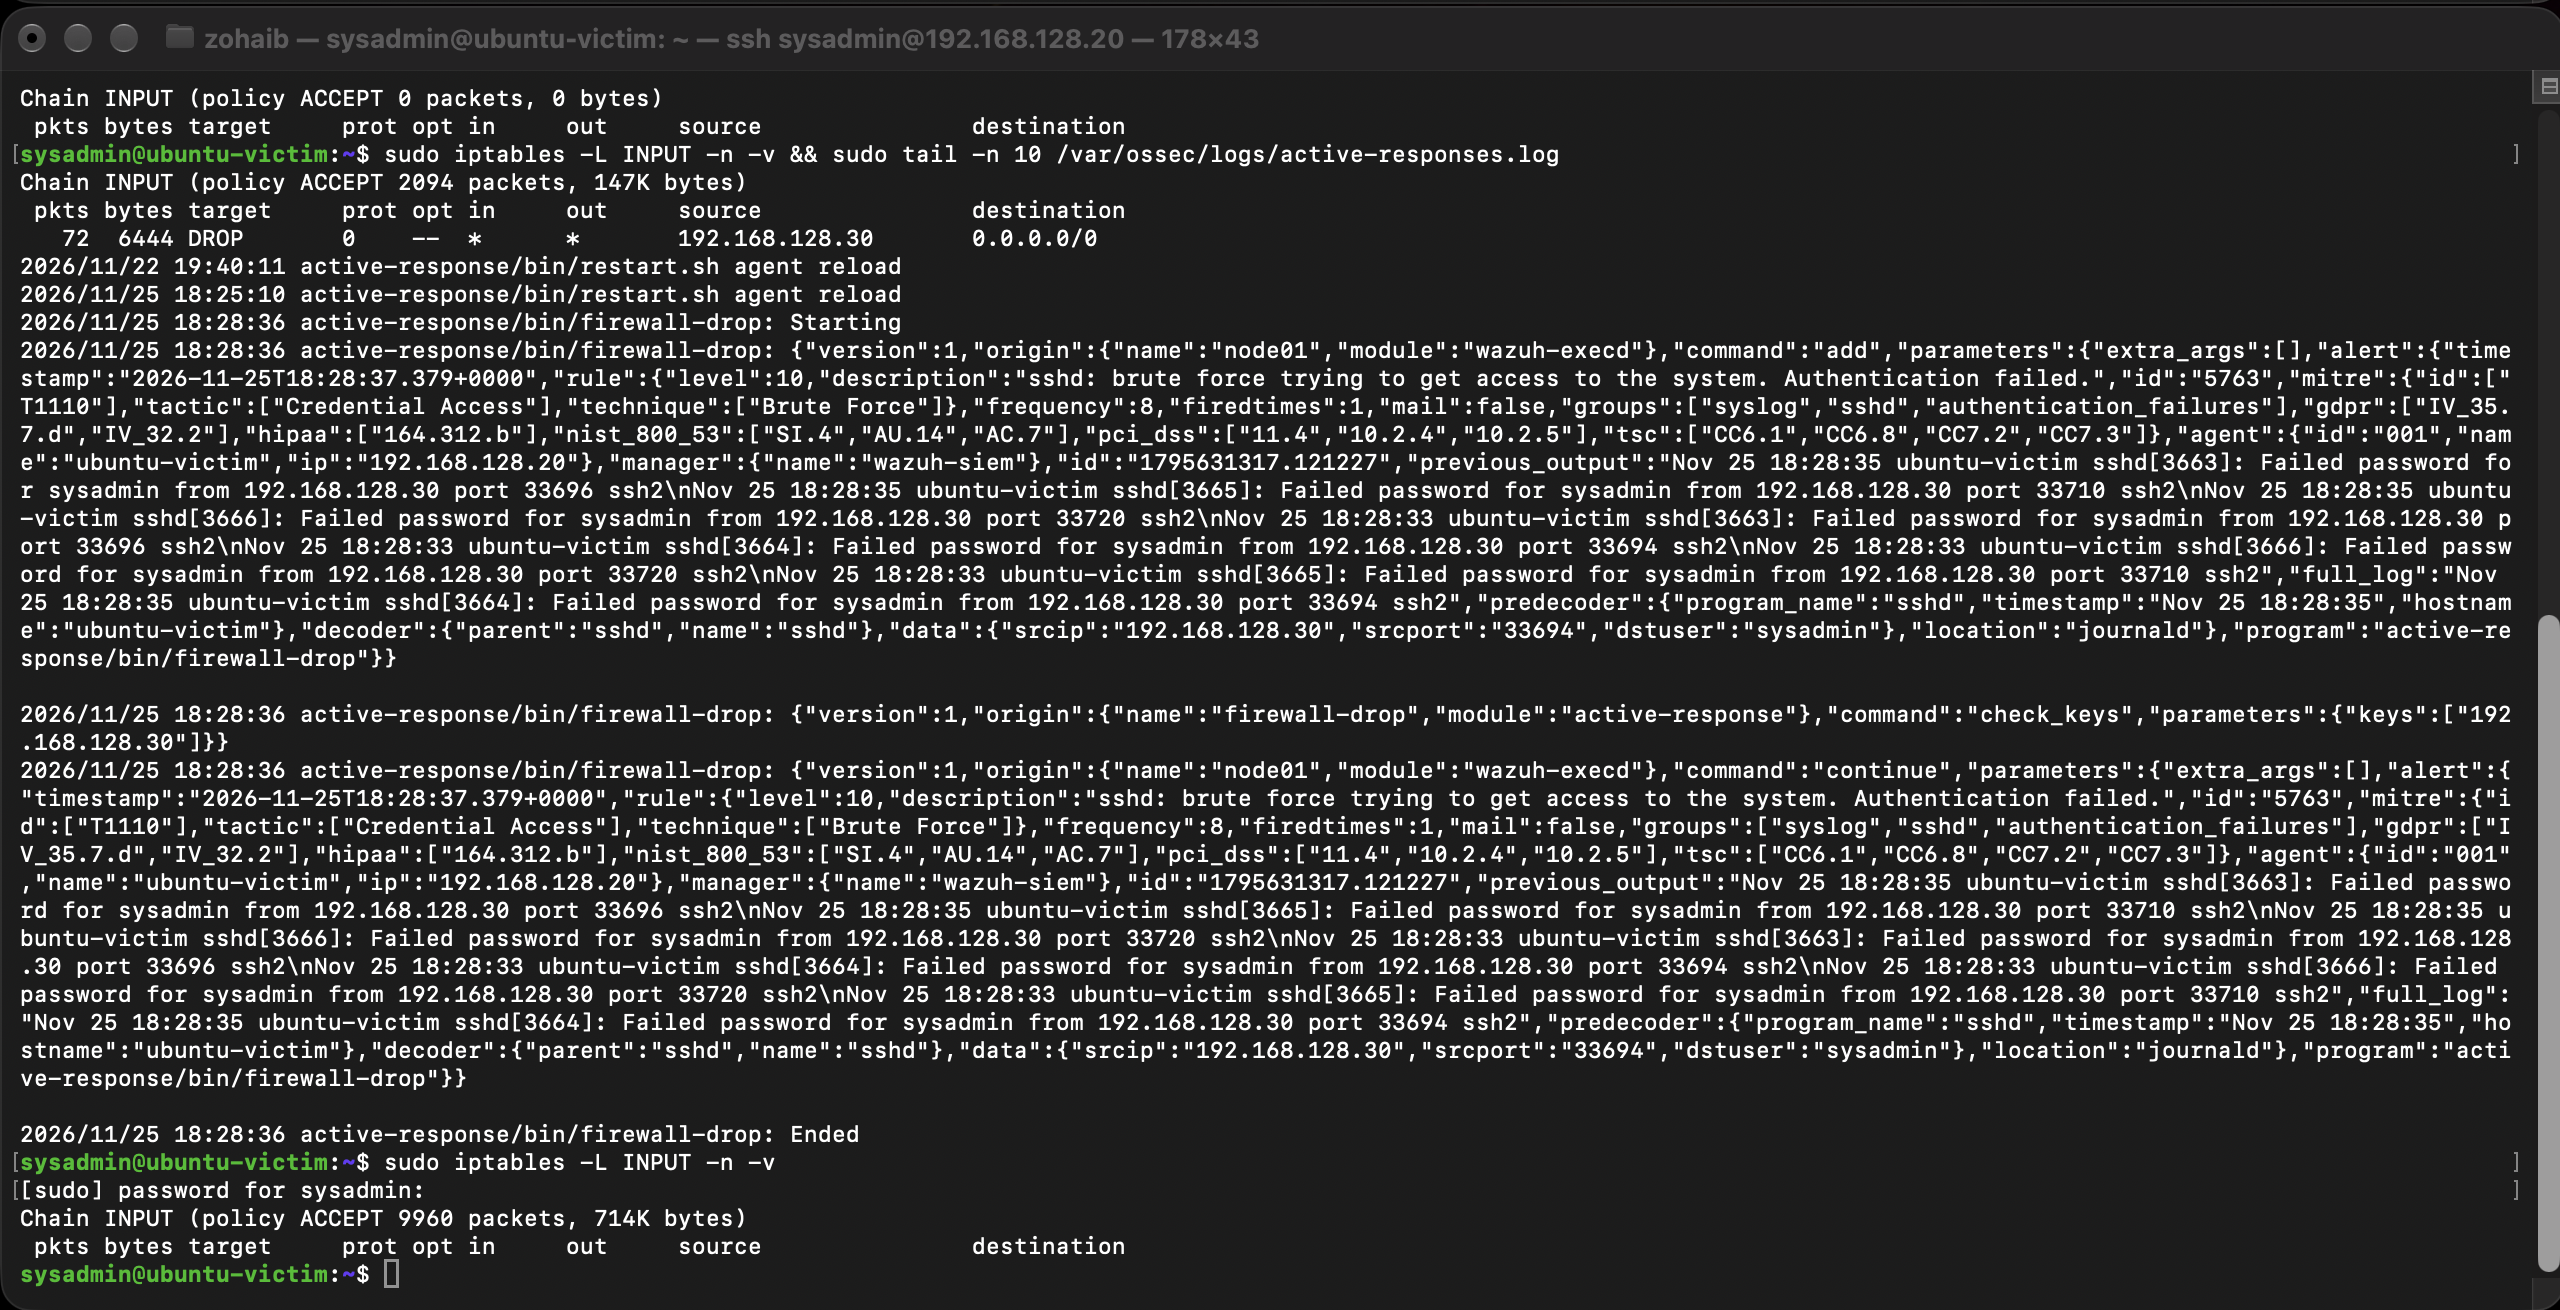 zohaib — sysadmin@ubuntu-victim: ~ — ssh sysadmin@192.168.128.20 — 178×43
Chain INPUT (policy ACCEPT 0 packets, 0 bytes)
 pkts bytes target     prot opt in     out     source               destination
[sysadmin@ubuntu-victim:~$ sudo iptables -L INPUT -n -v && sudo tail -n 10 /var/ossec/logs/active-responses.log ]
Chain INPUT (policy ACCEPT 2094 packets, 147K bytes)
 pkts bytes target     prot opt in     out     source               destination
   72  6444 DROP       0    --  *      *       192.168.128.30       0.0.0.0/0
2026/11/22 19:40:11 active-response/bin/restart.sh agent reload
2026/11/25 18:25:10 active-response/bin/restart.sh agent reload
2026/11/25 18:28:36 active-response/bin/firewall-drop: Starting
2026/11/25 18:28:36 active-response/bin/firewall-drop: {"version":1,"origin":{"name":"node01","module":"wazuh-execd"},"command":"add","parameters":{"extra_args":[],"alert":{"time
stamp":"2026-11-25T18:28:37.379+0000","rule":{"level":10,"description":"sshd: brute force trying to get access to the system. Authentication failed.","id":"5763","mitre":{"id":["
T1110"],"tactic":["Credential Access"],"technique":["Brute Force"]},"frequency":8,"firedtimes":1,"mail":false,"groups":["syslog","sshd","authentication_failures"],"gdpr":["IV_35.
7.d","IV_32.2"],"hipaa":["164.312.b"],"nist_800_53":["SI.4","AU.14","AC.7"],"pci_dss":["11.4","10.2.4","10.2.5"],"tsc":["CC6.1","CC6.8","CC7.2","CC7.3"]},"agent":{"id":"001","nam
e":"ubuntu-victim","ip":"192.168.128.20"},"manager":{"name":"wazuh-siem"},"id":"1795631317.121227","previous_output":"Nov 25 18:28:35 ubuntu-victim sshd[3663]: Failed password fo
r sysadmin from 192.168.128.30 port 33696 ssh2\nNov 25 18:28:35 ubuntu-victim sshd[3665]: Failed password for sysadmin from 192.168.128.30 port 33710 ssh2\nNov 25 18:28:35 ubuntu
-victim sshd[3666]: Failed password for sysadmin from 192.168.128.30 port 33720 ssh2\nNov 25 18:28:33 ubuntu-victim sshd[3663]: Failed password for sysadmin from 192.168.128.30 p
ort 33696 ssh2\nNov 25 18:28:33 ubuntu-victim sshd[3664]: Failed password for sysadmin from 192.168.128.30 port 33694 ssh2\nNov 25 18:28:33 ubuntu-victim sshd[3666]: Failed passw
ord for sysadmin from 192.168.128.30 port 33720 ssh2\nNov 25 18:28:33 ubuntu-victim sshd[3665]: Failed password for sysadmin from 192.168.128.30 port 33710 ssh2","full_log":"Nov
25 18:28:35 ubuntu-victim sshd[3664]: Failed password for sysadmin from 192.168.128.30 port 33694 ssh2","predecoder":{"program_name":"sshd","timestamp":"Nov 25 18:28:35","hostnam
e":"ubuntu-victim"},"decoder":{"parent":"sshd","name":"sshd"},"data":{"srcip":"192.168.128.30","srcport":"33694","dstuser":"sysadmin"},"location":"journald"},"program":"active-re
sponse/bin/firewall-drop"}}
2026/11/25 18:28:36 active-response/bin/firewall-drop: {"version":1,"origin":{"name":"firewall-drop","module":"active-response"},"command":"check_keys","parameters":{"keys":["192
.168.128.30"]}}
2026/11/25 18:28:36 active-response/bin/firewall-drop: {"version":1,"origin":{"name":"node01","module":"wazuh-execd"},"command":"continue","parameters":{"extra_args":[],"alert":{
"timestamp":"2026-11-25T18:28:37.379+0000","rule":{"level":10,"description":"sshd: brute force trying to get access to the system. Authentication failed.","id":"5763","mitre":{"i
d":["T1110"],"tactic":["Credential Access"],"technique":["Brute Force"]},"frequency":8,"firedtimes":1,"mail":false,"groups":["syslog","sshd","authentication_failures"],"gdpr":["I
V_35.7.d","IV_32.2"],"hipaa":["164.312.b"],"nist_800_53":["SI.4","AU.14","AC.7"],"pci_dss":["11.4","10.2.4","10.2.5"],"tsc":["CC6.1","CC6.8","CC7.2","CC7.3"]},"agent":{"id":"001"
,"name":"ubuntu-victim","ip":"192.168.128.20"},"manager":{"name":"wazuh-siem"},"id":"1795631317.121227","previous_output":"Nov 25 18:28:35 ubuntu-victim sshd[3663]: Failed passwo
rd for sysadmin from 192.168.128.30 port 33696 ssh2\nNov 25 18:28:35 ubuntu-victim sshd[3665]: Failed password for sysadmin from 192.168.128.30 port 33710 ssh2\nNov 25 18:28:35 u
buntu-victim sshd[3666]: Failed password for sysadmin from 192.168.128.30 port 33720 ssh2\nNov 25 18:28:33 ubuntu-victim sshd[3663]: Failed password for sysadmin from 192.168.128
.30 port 33696 ssh2\nNov 25 18:28:33 ubuntu-victim sshd[3664]: Failed password for sysadmin from 192.168.128.30 port 33694 ssh2\nNov 25 18:28:33 ubuntu-victim sshd[3666]: Failed
password for sysadmin from 192.168.128.30 port 33720 ssh2\nNov 25 18:28:33 ubuntu-victim sshd[3665]: Failed password for sysadmin from 192.168.128.30 port 33710 ssh2","full_log":
"Nov 25 18:28:35 ubuntu-victim sshd[3664]: Failed password for sysadmin from 192.168.128.30 port 33694 ssh2","predecoder":{"program_name":"sshd","timestamp":"Nov 25 18:28:35","ho
stname":"ubuntu-victim"},"decoder":{"parent":"sshd","name":"sshd"},"data":{"srcip":"192.168.128.30","srcport":"33694","dstuser":"sysadmin"},"location":"journald"},"program":"acti
ve-response/bin/firewall-drop"}}
2026/11/25 18:28:36 active-response/bin/firewall-drop: Ended
[sysadmin@ubuntu-victim:~$ sudo iptables -L INPUT -n -v ]
[[sudo] password for sysadmin: ]
Chain INPUT (policy ACCEPT 9960 packets, 714K bytes)
 pkts bytes target     prot opt in     out     source               destination
sysadmin@ubuntu-victim:~$